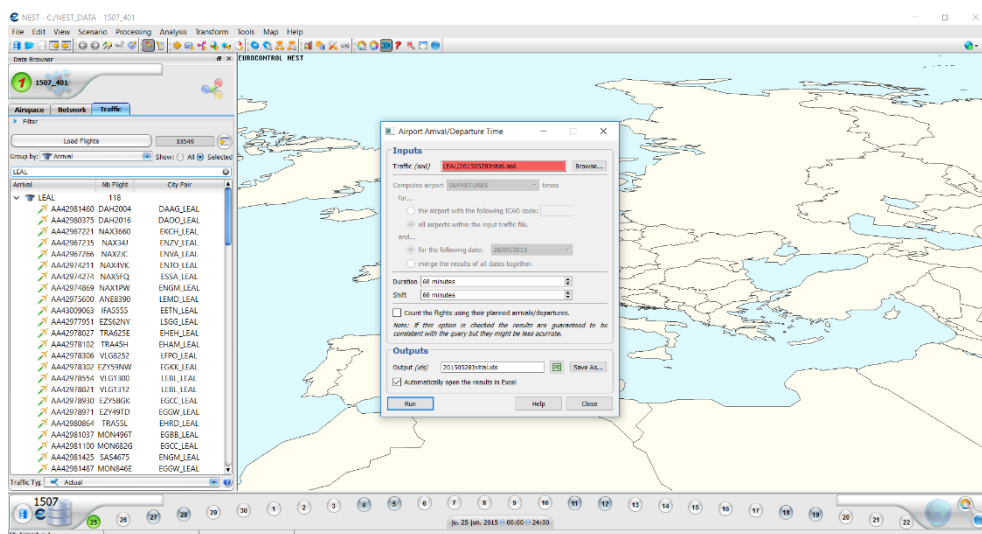 NEST - C:/NEST_DATA - 1507_401
File Edit View Scenario Processing Analysis Transform Tools Map Help
Data Browser
EUROCONTROL NEST
1 1507_401
Airspace Network Traffic
Filter
Load Flights 33549
Group by: Arrival Show: All Selected
LEAL
Arrival Nb Flight City Pair
LEAL 118
AA42981460 DAH2004 DAAG_LEAL
AA42980375 DAH2016 DAOO_LEAL
AA42967221 NAX3660 EKCH_LEAL
AA42967235 NAX34J ENZV_LEAL
AA42967266 NAX2JC ENVA_LEAL
AA42974211 NAX4VK ENTO_LEAL
AA42974274 NAX5FQ ESSA_LEAL
AA42974869 NAX1PW ENGM_LEAL
AA42975600 ANE8390 LEMD_LEAL
AA43009063 IFA5555 EETN_LEAL
AA42977951 EZS62NY LSGG_LEAL
AA42978027 TRA625E EHEH_LEAL
AA42978102 TRA45H EHAM_LEAL
AA42978306 VLG8252 LFPO_LEAL
AA42978302 EZY59NW EGKK_LEAL
AA42978554 VLG1300 LEBL_LEAL
AA42978821 VLG1312 LEBL_LEAL
AA42978930 EZY58GK EGCC_LEAL
AA42978971 EZY49TD EGGW_LEAL
AA42980864 TRA55L EHRD_LEAL
AA42981037 MON496T EGBB_LEAL
AA42981100 MON682G EGCC_LEAL
AA42981425 SAS4675 ENGM_LEAL
AA42981487 MON846E EGGW_LEAL
Traffic Typ Actual
Airport Arrival/Departure Time
Inputs
Traffic (so6) LEAL/20150528Initial.so6 Browse...
Computes airport DEPARTURES times
for...
the airport with the following ICAO code:
all airports within the input traffic file.
and...
for the following date: 28/05/2015
merge the results of all dates together.
Duration 60 minutes
Shift 60 minutes
Count the flights using their planned arrivals/departures.
Note: If this option is checked the results are guaranteed to be
consistent with the query but they might be less acurrate.
Outputs
Output (xls) 20150528Initial.xls Save As...
Automatically open the results in Excel
Run Help Close
1507
25 26 27 28 29 30 1 2 3 4 5 6 7 8 9 10 11 12 13 14 15 16 17 18 19 20 21 22
ju. 25 jun. 2015 00:00 24:00